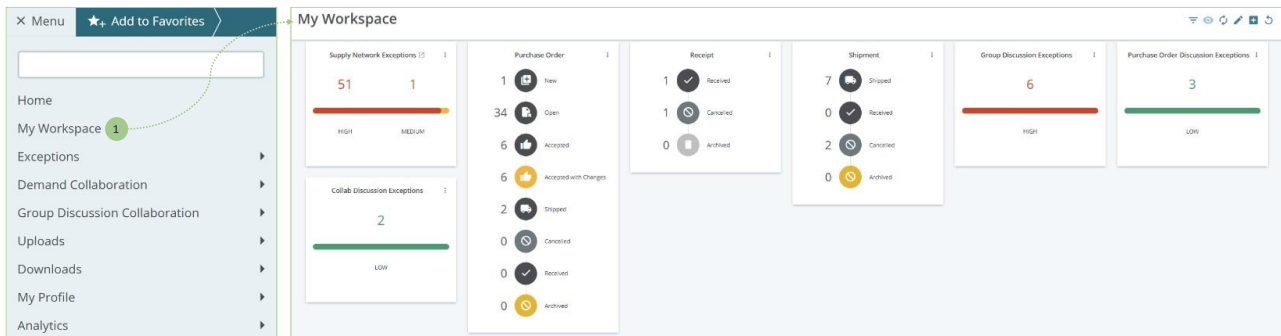 Menu
Add to Favorites
Home
My Workspace 1
Exceptions
Demand Collaboration
Group Discussion Collaboration
Uploads
Downloads
My Profile
Analytics
My Workspace
Supply Network Exceptions
51 1
HIGH MEDIUM
Collab Discussion Exceptions
2
LOW
Purchase Order
1 New
34 Open
6 Accepted
6 Accepted with Changes
2 Shipped
0 Cancelled
0 Received
0 Archived
Receipt
1 Received
1 Cancelled
0 Archived
Shipment
7 Shipped
0 Received
2 Cancelled
0 Archived
Group Discussion Exceptions
6
HIGH
Purchase Order Discussion Exceptions
3
LOW